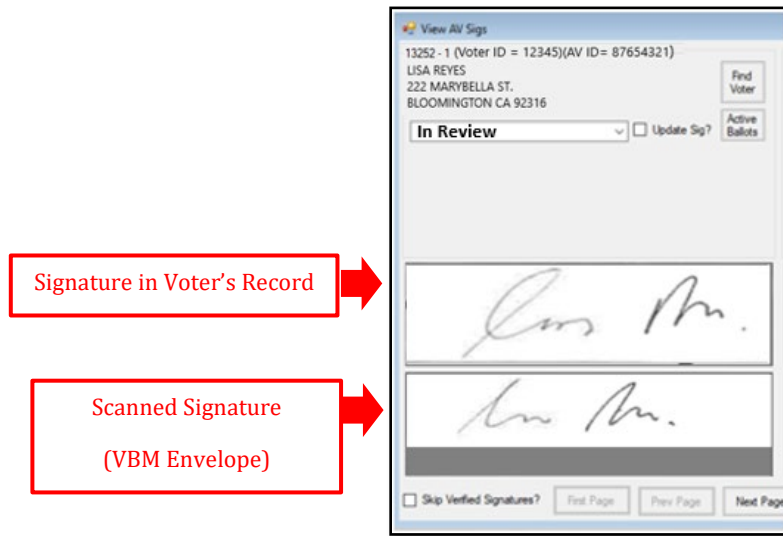 View AV Sigs
13252 - 1 (Voter ID = 12345)(AV ID= 87654321)
LISA REYES
222 MARYBELLA ST.
BLOOMINGTON CA 92316
Find
Voter
In Review
Update Sig?
Active
Ballots
Signature in Voter's Record
Scanned Signature
(VBM Envelope)
Skip Verified Signatures?
First Page
Prev Page
Next Page